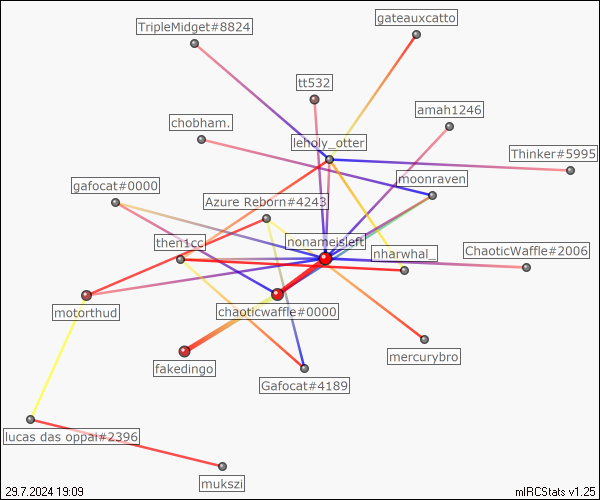 gateauxcatto
TripleMidget#8824
tt532
amah1246
chobham.
leholy_otter
Thinker#5995
moonraven
gafocat#0000
Azure Reborn#4243
then1cc
nonameisleft
nharwhal_
ChaoticWaffle#2006
motorthud
chaoticwaffle#0000
mercurybro
fakedingo
Gafocat#4189
lucas das oppai#2396
mukszi
29.7.2024 19:09
mIRCStats v1.25